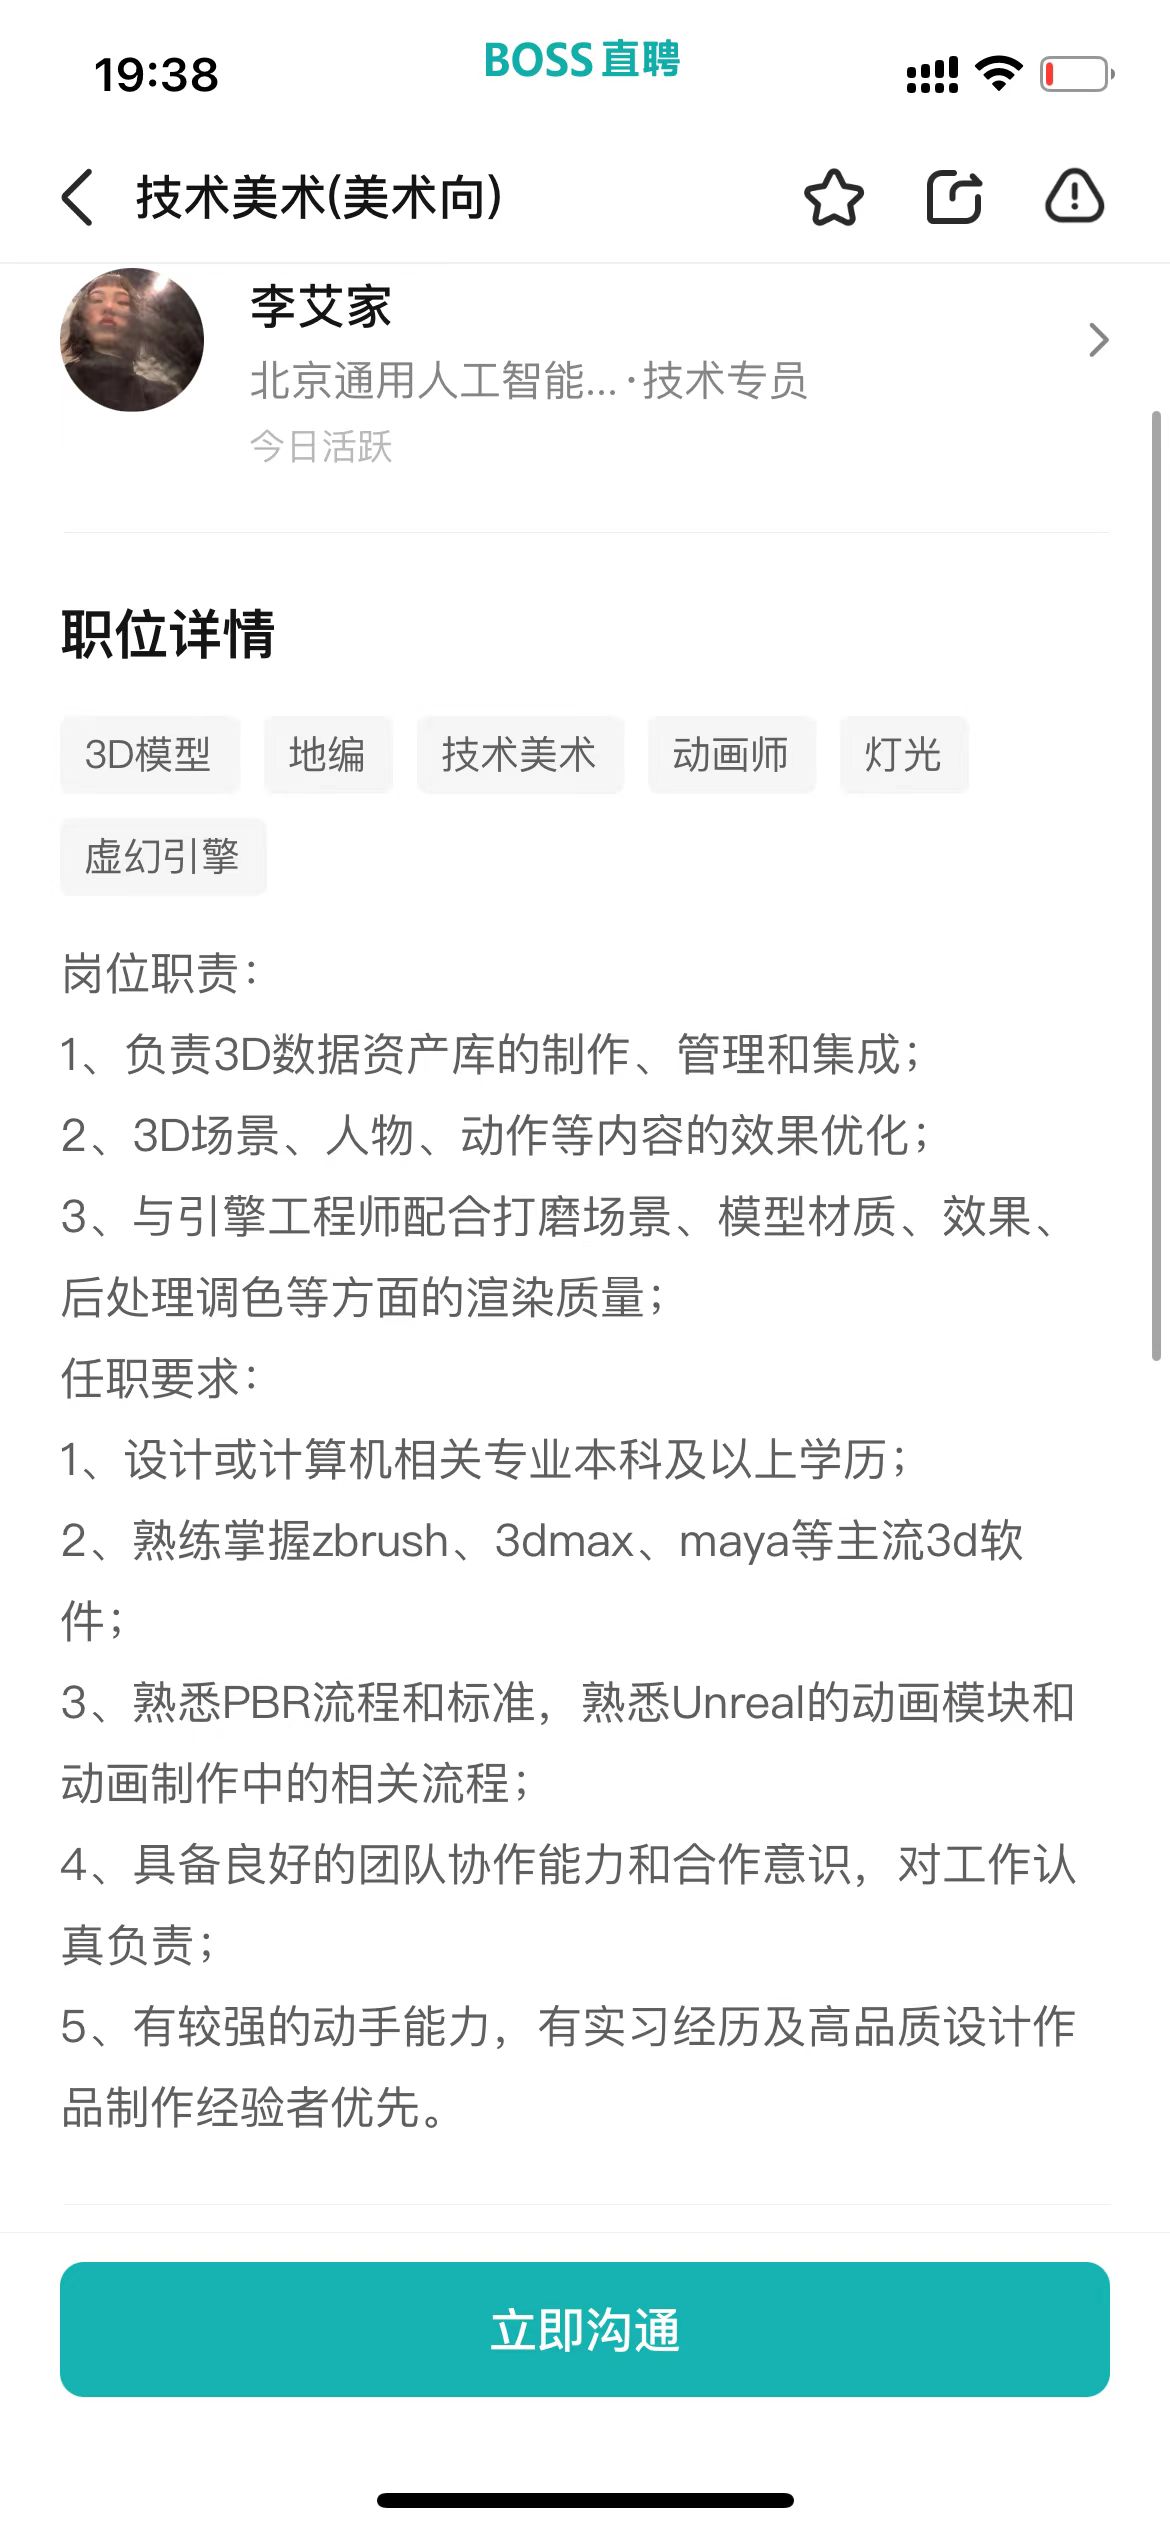 19:38
BOSS直聘
技术美术(美术向)
李艾家
北京通用人工智能...·技术专员
今日活跃
职位详情
3D模型 地编 技术美术 动画师 灯光
虚幻引擎
岗位职责：
1、负责3D数据资产库的制作、管理和集成；
2、3D场景、人物、动作等内容的效果优化；
3、与引擎工程师配合打磨场景、模型材质、效果、
后处理调色等方面的渲染质量；
任职要求：
1、设计或计算机相关专业本科及以上学历；
2、熟练掌握zbrush、3dmax、maya等主流3d软
件；
3、熟悉PBR流程和标准，熟悉Unreal的动画模块和
动画制作中的相关流程；
4、具备良好的团队协作能力和合作意识，对工作认
真负责；
5、有较强的动手能力，有实习经历及高品质设计作
品制作经验者优先。
立即沟通